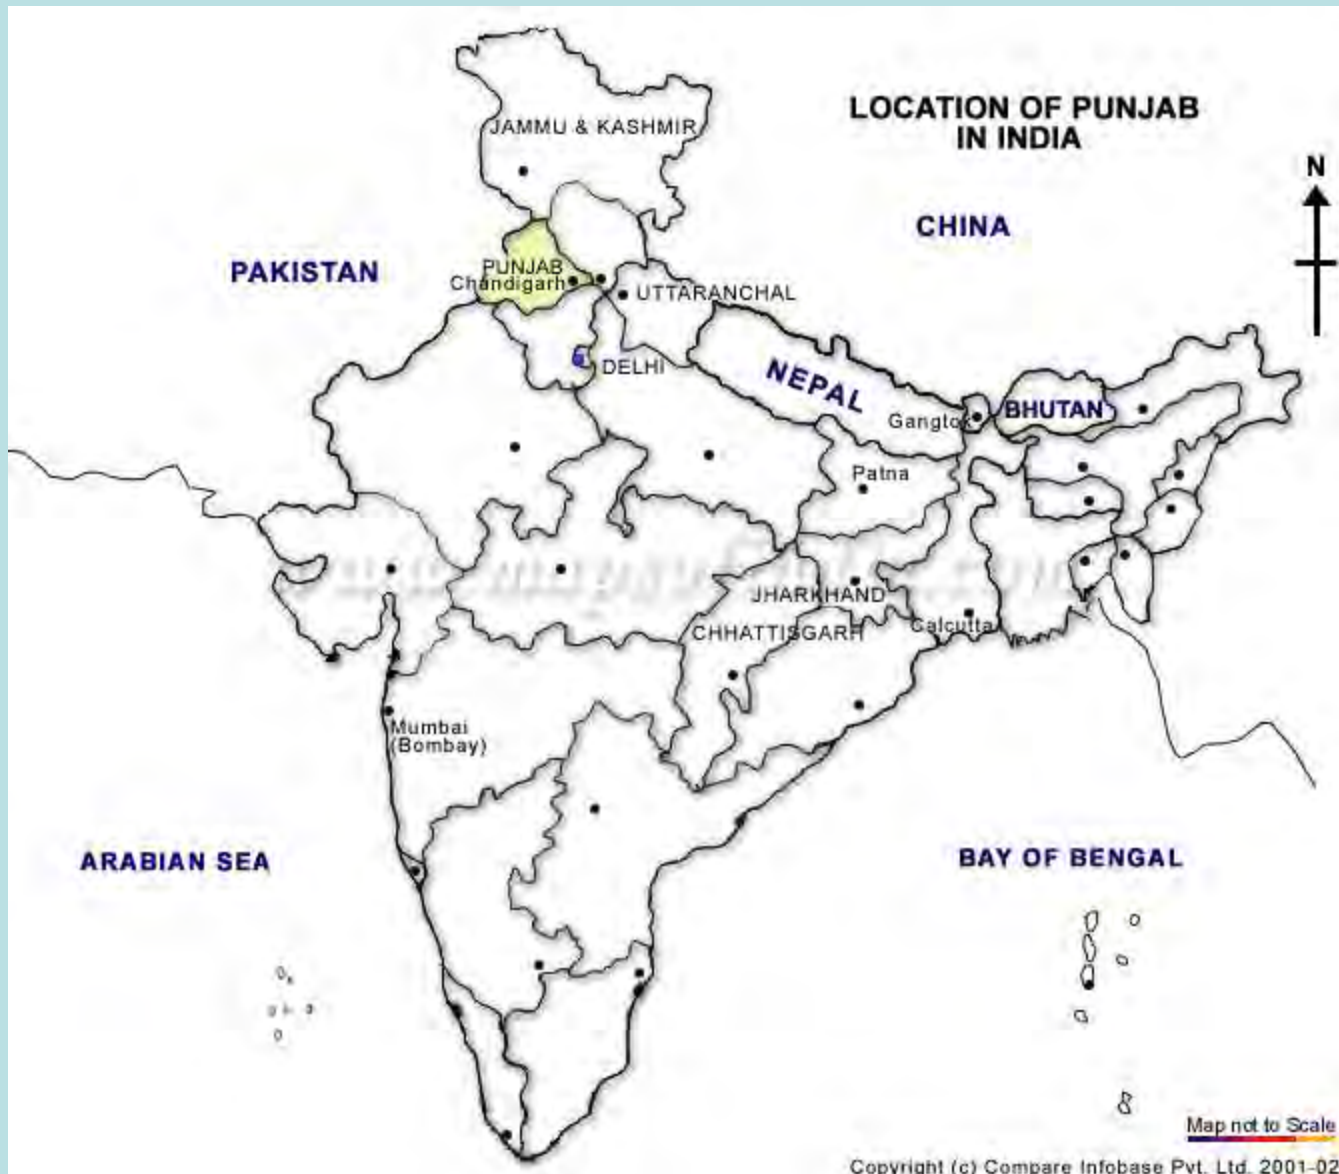 LOCATION OF PUNJAB
IN INDIA
N
JAMMU & KASHMIR
CHINA
PAKISTAN
PUNJAB
Chandigarh
UTTARANCHAL
DELHI
NEPAL
BHUTAN
Gangtok
Patna
JHARKHAND
CHHATTISGARH
Calcutta
Mumbai
(Bombay)
ARABIAN SEA
BAY OF BENGAL
Map not to Scale
Copyright (c) Compare Infobase Pvt. Ltd. 2001-02